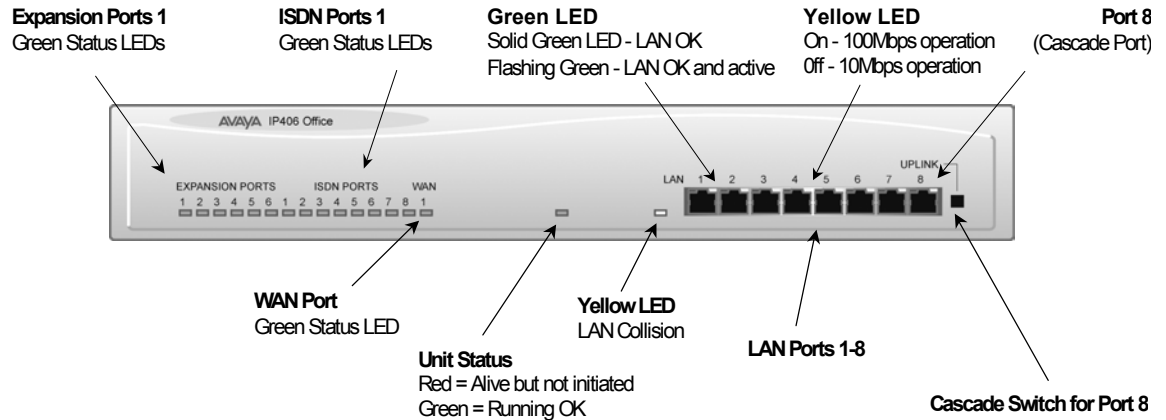 Expansion Ports 1
Green Status LEDs
ISDN Ports 1
Green Status LEDs
Green LED
Solid Green LED - LAN OK
Flashing Green - LAN OK and active
Yellow LED
On - 100Mbps operation
Off - 10Mbps operation
Port 8
(Cascade Port)
AVAYA IP406 Office
UPLINK
LAN 1 2 3 4 5 6 7 8
EXPANSION PORTS ISDN PORTS WAN
1 2 3 4 5 6 1 2 3 4 5 6 7 8 1
WAN Port
Green Status LED
Unit Status
Red = Alive but not initiated
Green = Running OK
Yellow LED
LAN Collision
LAN Ports 1-8
Cascade Switch for Port 8